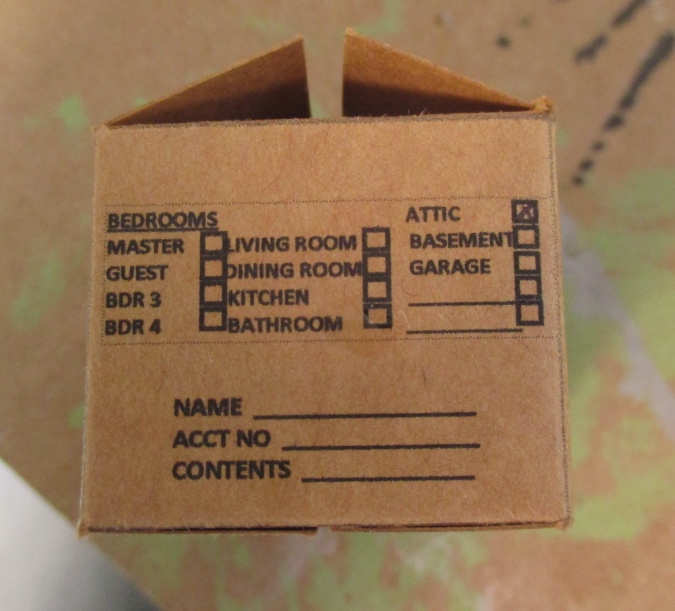 BEDROOMS
MASTER
GUEST
BDR 3
BDR 4
LIVING ROOM
DINING ROOM
KITCHEN
BATHROOM
ATTIC
BASEMENT
GARAGE
NAME
ACCT NO
CONTENTS